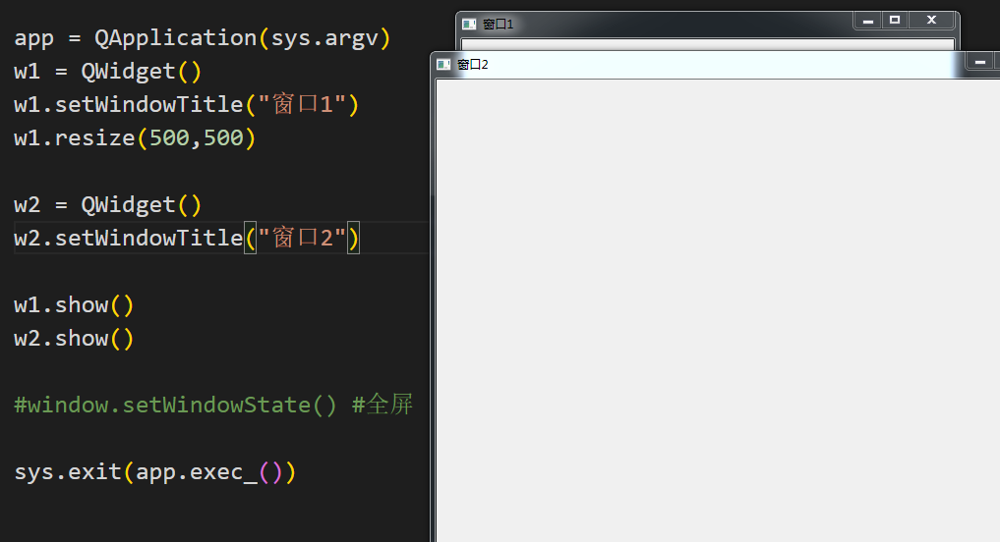 app = QApplication(sys.argv)
w1 = QWidget()
w1.setWindowTitle("窗口1")
w1.resize(500,500)
w2 = QWidget()
w2.setWindowTitle("窗口2")
w1.show()
w2.show()
#window.setWindowState() #全屏
sys.exit(app.exec_())
窗口1
窗口2